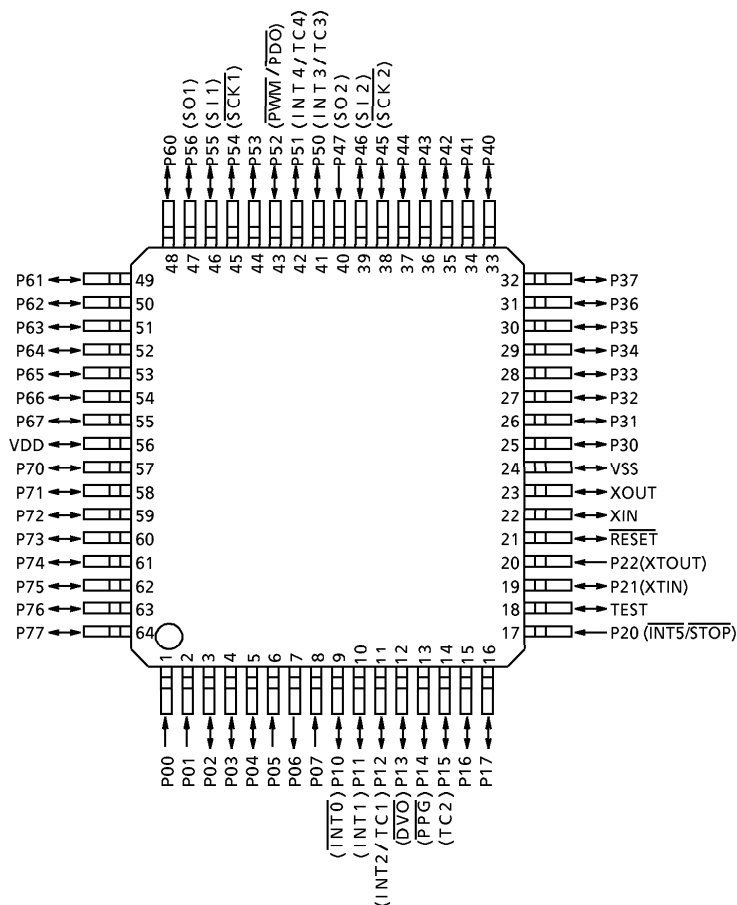 P60
P56 (SO1)
P55 (SI1)
P54 (SCK1)
P53
P52 (PWM/PDO)
P51 (INT4/TC4)
P50 (INT3/TC3)
P47 (SO2)
P46 (SI2)
P45 (SCK2)
P44
P43
P42
P41
P40
48 47 46 45 44 43 42 41 40 39 38 37 36 35 34 33
P61 49 32 P37
P62 50 31 P36
P63 51 30 P35
P64 52 29 P34
P65 53 28 P33
P66 54 27 P32
P67 55 26 P31
VDD 56 25 P30
P70 57 24 VSS
P71 58 23 XOUT
P72 59 22 XIN
P73 60 21 RESET
P74 61 20 P22(XTOUT)
P75 62 19 P21(XTIN)
P76 63 18 TEST
P77 64 17 P20 (INT5/STOP)
1 2 3 4 5 6 7 8 9 10 11 12 13 14 15 16
P00
P01
P02
P03
P04
P05
P06
P07
(INT0) P10
(INT1) P11
(INT2/TC1) P12
(DVO) P13
(PPG) P14
(TC2) P15
P16
P17